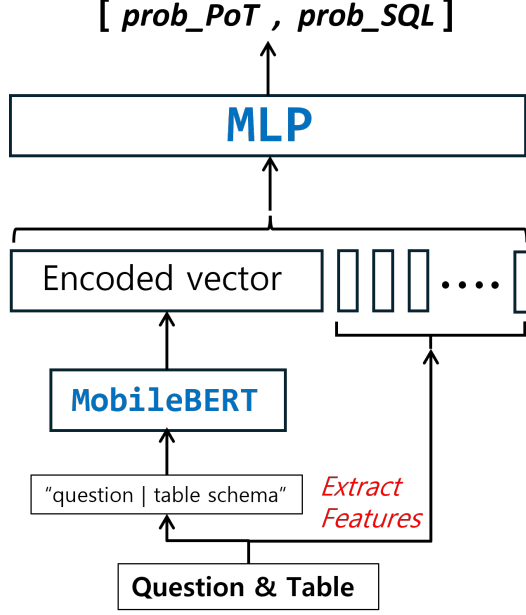 [ prob_PoT , prob_SQL ]
MLP
Encoded vector
....
MobileBERT
“question | table schema“
Extract
Features
Question & Table